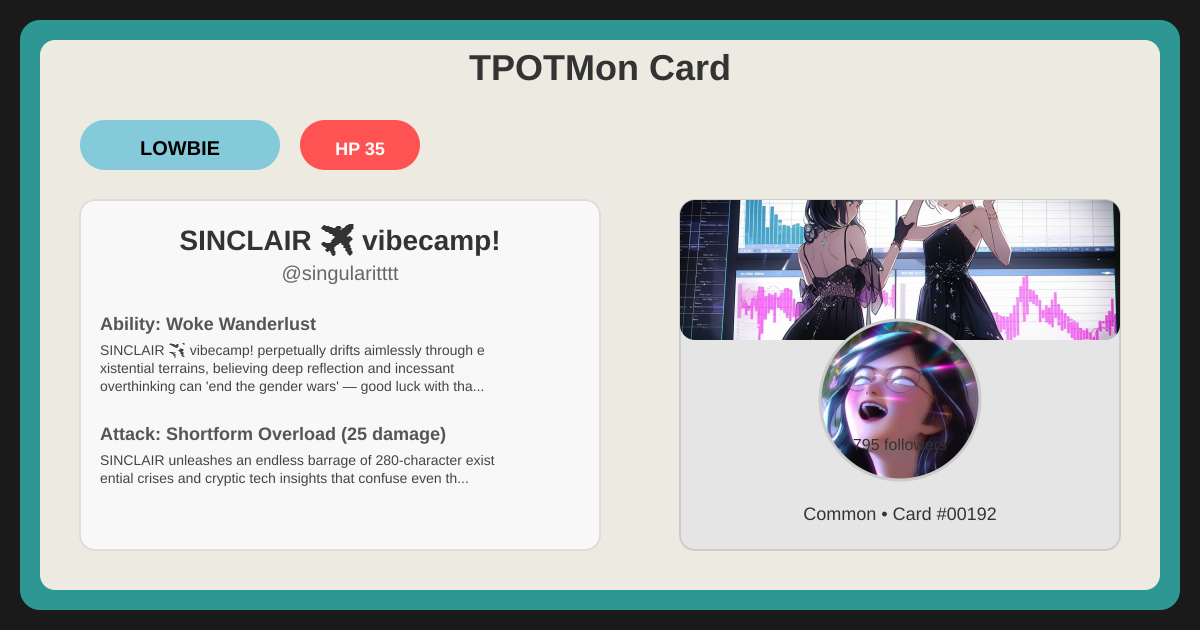 TPOTMon Card
LOWBIE
HP 35
SINCLAIR ✈ vibecamp!
@singularitttt
Ability: Woke Wanderlust
SINCLAIR ✈ vibecamp! perpetually drifts aimlessly through e
xistential terrains, believing deep reflection and incessant
overthinking can 'end the gender wars' — good luck with tha...
Attack: Shortform Overload (25 damage)
SINCLAIR unleashes an endless barrage of 280-character exist
ential crises and cryptic tech insights that confuse even th...
795 followers
Common • Card #00192